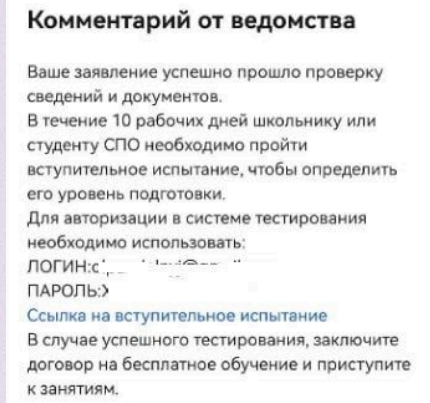 Комментарий от ведомства
Ваше заявление успешно прошло проверку
сведений и документов.
В течение 10 рабочих дней школьнику или
студенту СПО необходимо пройти
вступительное испытание, чтобы определить
его уровень подготовки.
Для авторизации в системе тестирования
необходимо использовать:
ЛОГИН:
ПАРОЛЬ:
Ссылка на вступительное испытание
В случае успешного тестирования, заключите
договор на бесплатное обучение и приступите
к занятиям.